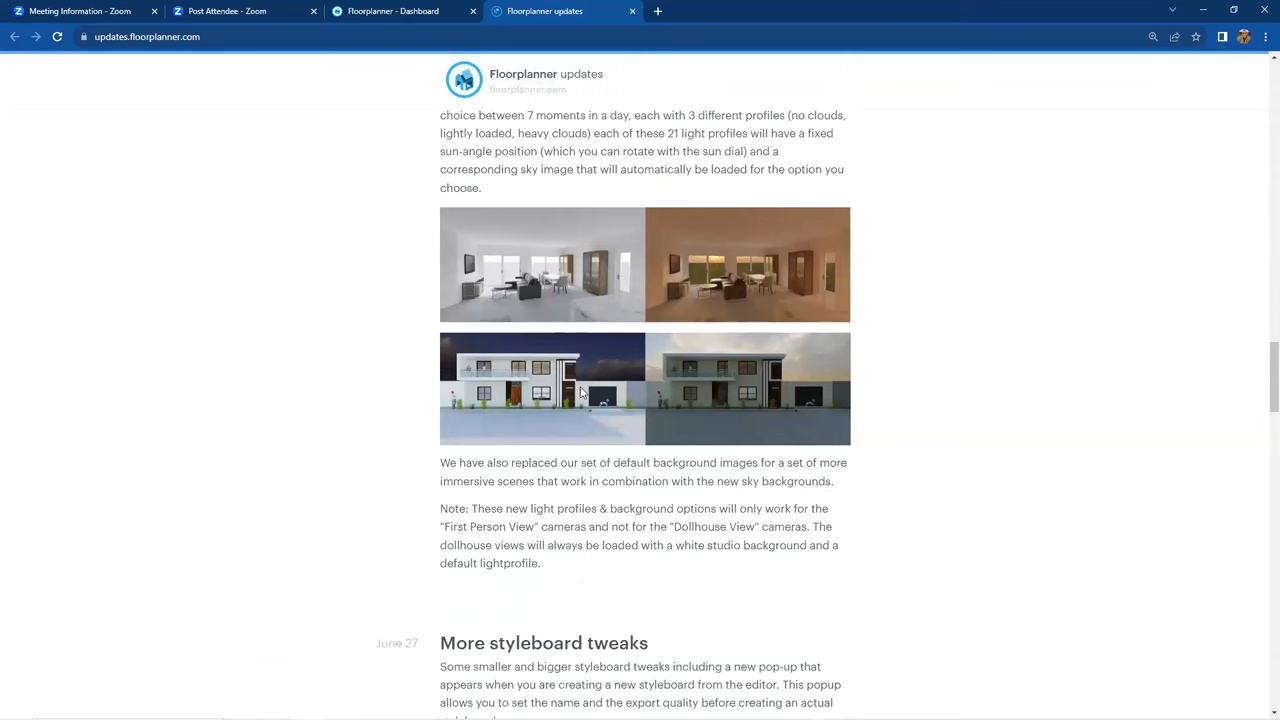 Meeting Information - Zoom
Post Attendee - Zoom
Floorplanner - Dashboard
Floorplanner updates
updates.floorplanner.com
Floorplanner updates
floorplanner.com
choice between 7 moments in a day, each with 3 different profiles (no clouds,
lightly loaded, heavy clouds) each of these 21 light profiles will have a fixed
sun-angle position (which you can rotate with the sun dial) and a
corresponding sky image that will automatically be loaded for the option you
choose.
We have also replaced our set of default background images for a set of more
immersive scenes that work in combination with the new sky backgrounds.
Note: These new light profiles & background options will only work for the
"First Person View" cameras and not for the "Dollhouse View" cameras. The
dollhouse views will always be loaded with a white studio background and a
default lightprofile.
June 27
More styleboard tweaks
Some smaller and bigger styleboard tweaks including a new pop-up that
appears when you are creating a new styleboard from the editor. This popup
allows you to set the name and the export quality before creating an actual